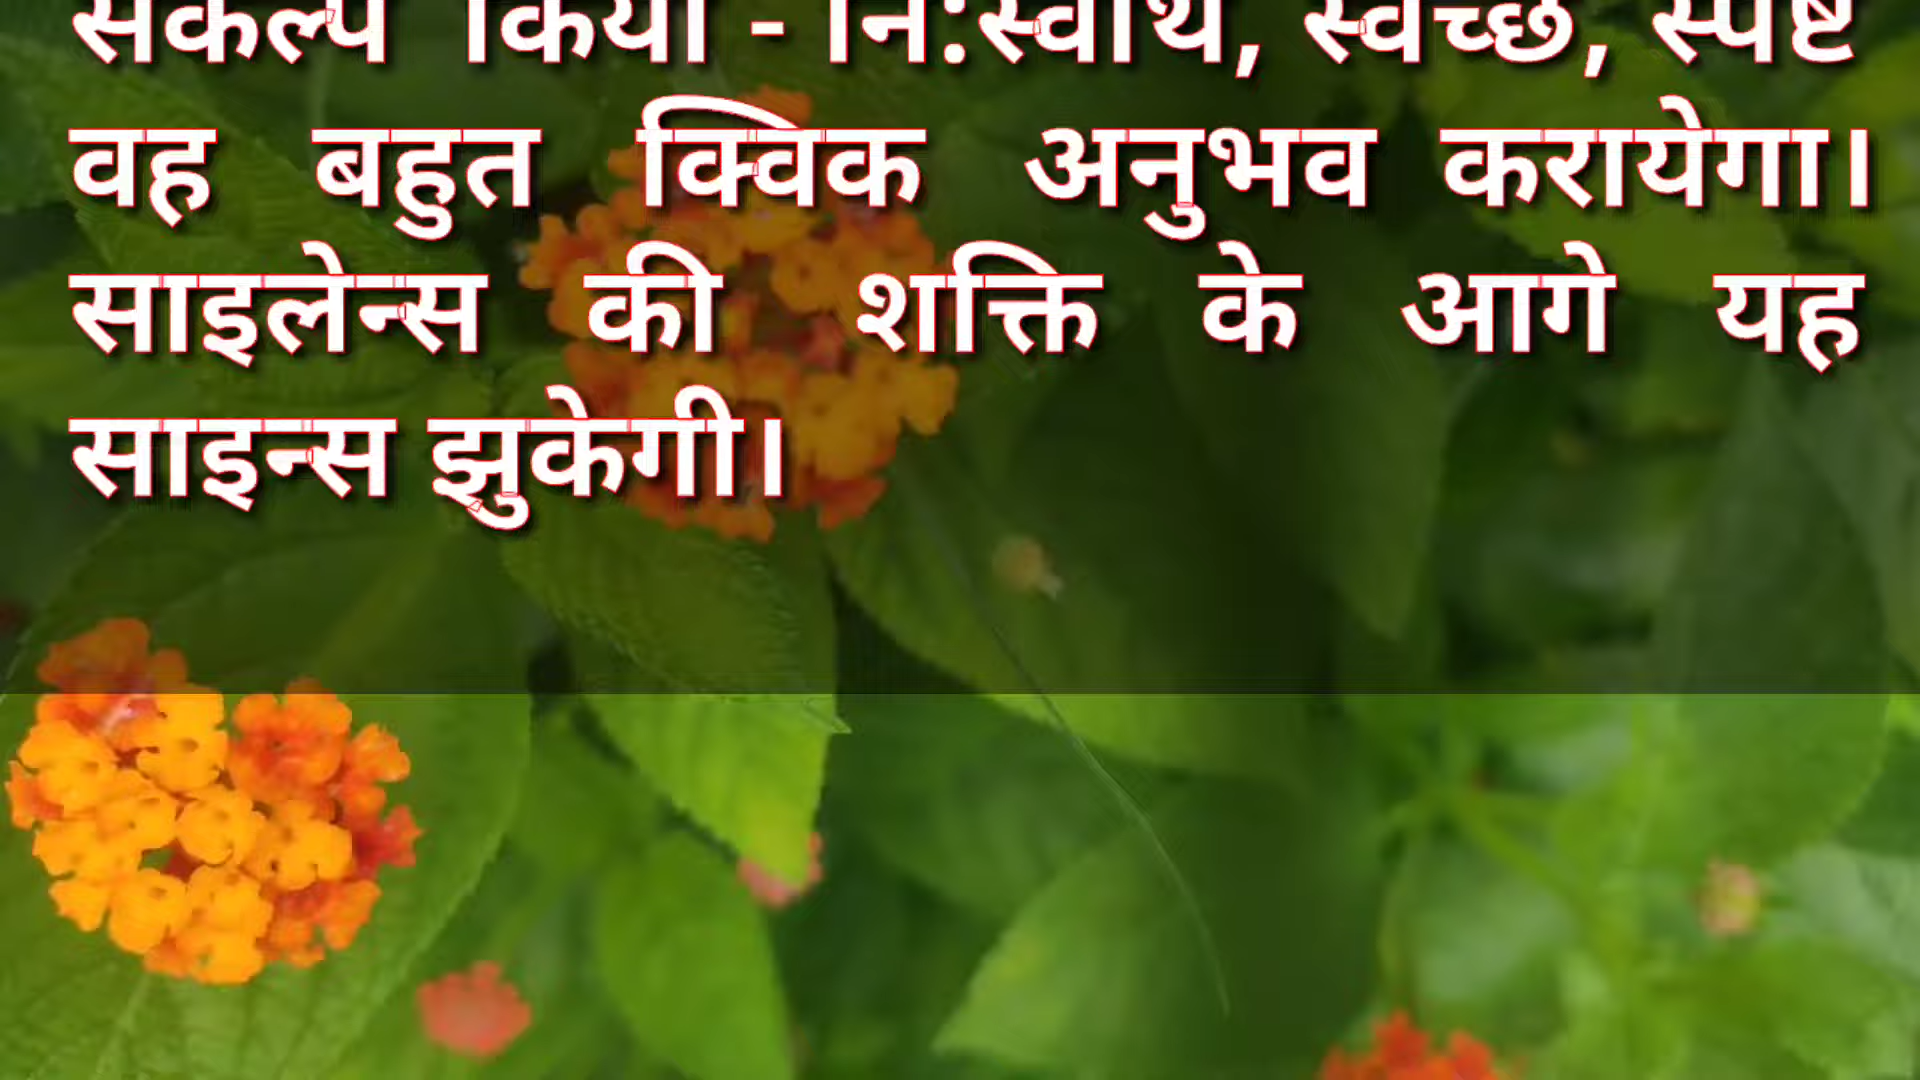 संकल्प किया - नि:स्वार्थ, स्वच्छ, स्पष्ट
वह बहुत क्विक अनुभव करायेगा।
साइलेन्स की शक्ति के आगे यह
साइन्स झुकेगी।